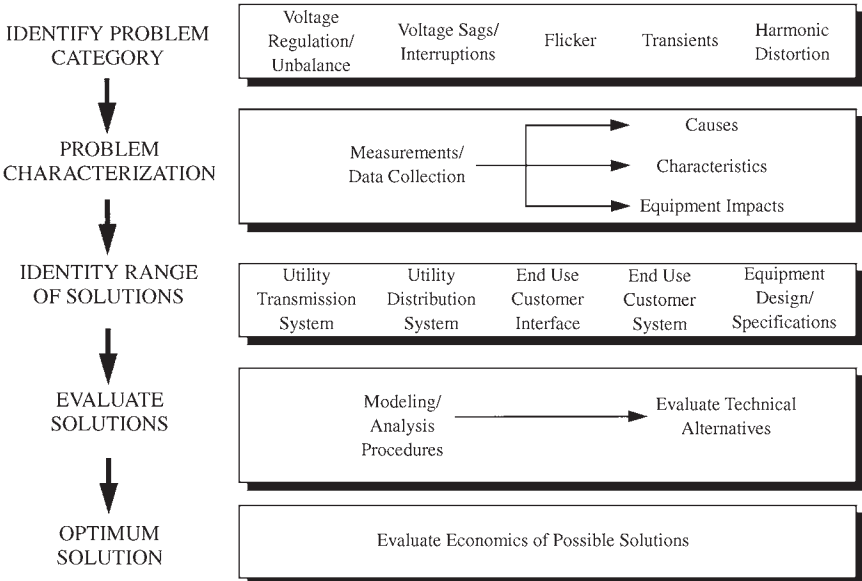 IDENTIFY PROBLEM
CATEGORY
Voltage
Regulation/
Unbalance
Voltage Sags/
Interruptions
Flicker
Transients
Harmonic
Distortion
PROBLEM
CHARACTERIZATION
Measurements/
Data Collection
Causes
Characteristics
Equipment Impacts
IDENTITY RANGE
OF SOLUTIONS
Utility
Transmission
System
Utility
Distribution
System
End Use
Customer
Interface
End Use
Customer
System
Equipment
Design/
Specifications
EVALUATE
SOLUTIONS
Modeling/
Analysis
Procedures
Evaluate Technical
Alternatives
OPTIMUM
SOLUTION
Evaluate Economics of Possible Solutions